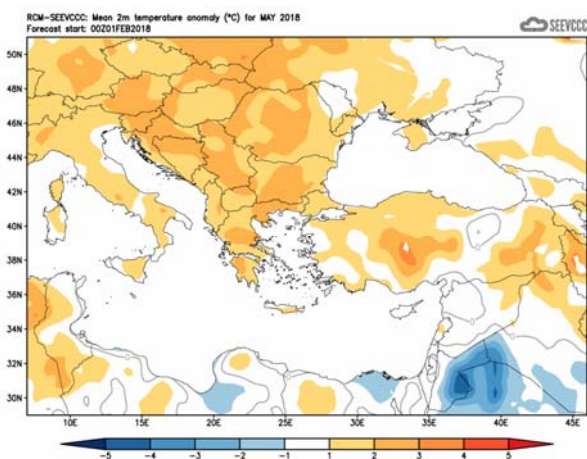 RCM-SEEVCCC: Mean 2m temperature anomaly (°C) for MAY 2018
Forecast start: 00Z01FEB2018
SEEVCCC
50N
48N
46N
44N
42N
40N
38N
36N
34N
32N
30N
10E 15E 20E 25E 30E 35E 40E 45E
-5 -4 -3 -2 -1 1 2 3 4 5